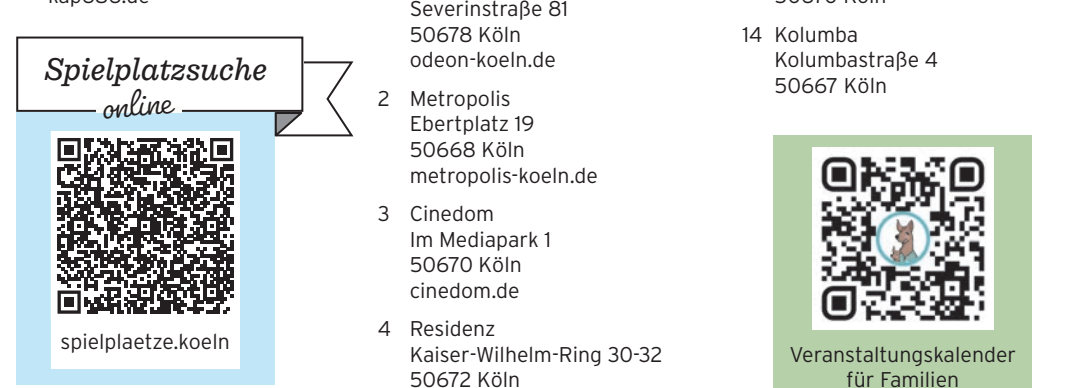 Spielplatzsuche
online
spielplaetze.koeln
Severinstraße 81
50678 Köln
odeon-koeln.de
2 Metropolis
Ebertplatz 19
50668 Köln
metropolis-koeln.de
3 Cinedom
Im Mediapark 1
50670 Köln
cinedom.de
4 Residenz
Kaiser-Wilhelm-Ring 30-32
50672 Köln
14 Kolumba
Kolumbastraße 4
50667 Köln
Veranstaltungskalender
für Familien